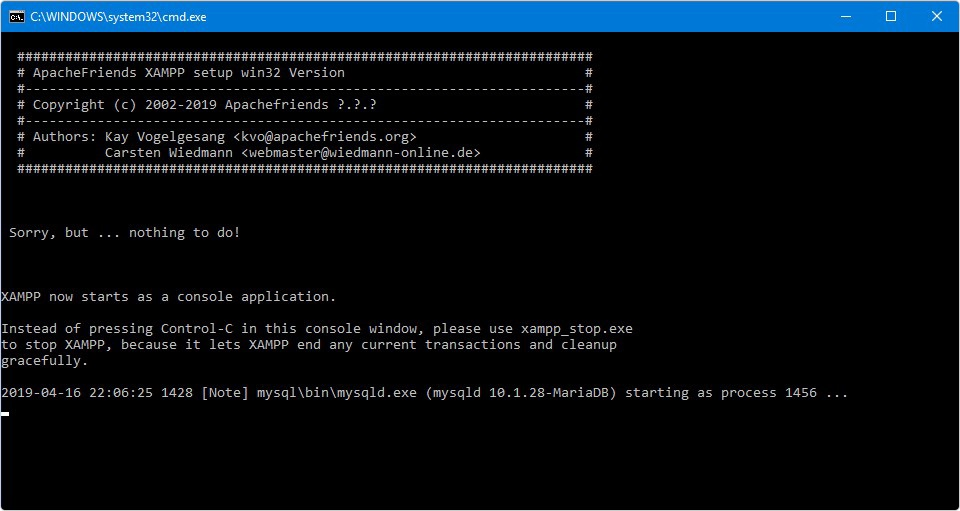 C:\WINDOWS\system32\cmd.exe
########################################################################
# ApacheFriends XAMPP setup win32 Version                              #
#----------------------------------------------------------------------#
# Copyright (c) 2002-2019 Apachefriends ?.?.?                          #
#----------------------------------------------------------------------#
# Authors: Kay Vogelgesang <kvo@apachefriends.org>                     #
#          Carsten Wiedmann <webmaster@wiedmann-online.de>             #
########################################################################
Sorry, but ... nothing to do!
XAMPP now starts as a console application.
Instead of pressing Control-C in this console window, please use xampp_stop.exe
to stop XAMPP, because it lets XAMPP end any current transactions and cleanup
gracefully.
2019-04-16 22:06:25 1428 [Note] mysql\bin\mysqld.exe (mysqld 10.1.28-MariaDB) starting as process 1456 ...